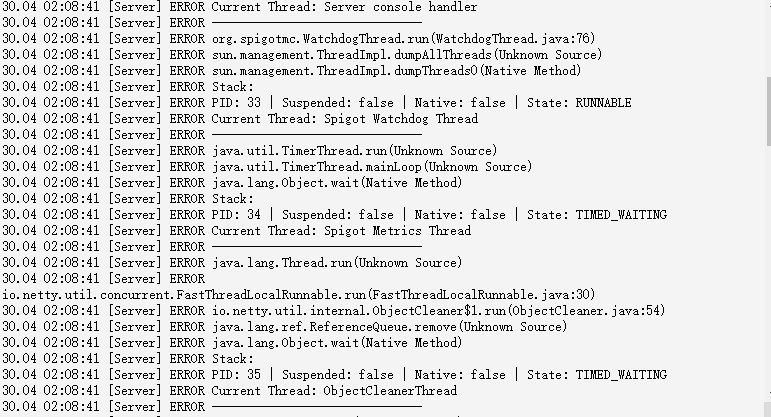 30.04 02:08:41 [Server] ERROR Current Thread: Server console handler
30.04 02:08:41 [Server] ERROR ------------------------------
30.04 02:08:41 [Server] ERROR org.spigotmc.WatchdogThread.run(WatchdogThread.java:76)
30.04 02:08:41 [Server] ERROR sun.management.ThreadImpl.dumpAllThreads(Unknown Source)
30.04 02:08:41 [Server] ERROR sun.management.ThreadImpl.dumpThreads0(Native Method)
30.04 02:08:41 [Server] ERROR Stack:
30.04 02:08:41 [Server] ERROR PID: 33 | Suspended: false | Native: false | State: RUNNABLE
30.04 02:08:41 [Server] ERROR Current Thread: Spigot Watchdog Thread
30.04 02:08:41 [Server] ERROR ------------------------------
30.04 02:08:41 [Server] ERROR java.util.TimerThread.run(Unknown Source)
30.04 02:08:41 [Server] ERROR java.util.TimerThread.mainLoop(Unknown Source)
30.04 02:08:41 [Server] ERROR java.lang.Object.wait(Native Method)
30.04 02:08:41 [Server] ERROR Stack:
30.04 02:08:41 [Server] ERROR PID: 34 | Suspended: false | Native: false | State: TIMED_WAITING
30.04 02:08:41 [Server] ERROR Current Thread: Spigot Metrics Thread
30.04 02:08:41 [Server] ERROR ------------------------------
30.04 02:08:41 [Server] ERROR java.lang.Thread.run(Unknown Source)
30.04 02:08:41 [Server] ERROR
io.netty.util.concurrent.FastThreadLocalRunnable.run(FastThreadLocalRunnable.java:30)
30.04 02:08:41 [Server] ERROR io.netty.util.internal.ObjectCleaner$1.run(ObjectCleaner.java:54)
30.04 02:08:41 [Server] ERROR java.lang.ref.ReferenceQueue.remove(Unknown Source)
30.04 02:08:41 [Server] ERROR java.lang.Object.wait(Native Method)
30.04 02:08:41 [Server] ERROR Stack:
30.04 02:08:41 [Server] ERROR PID: 35 | Suspended: false | Native: false | State: TIMED_WAITING
30.04 02:08:41 [Server] ERROR Current Thread: ObjectCleanerThread
30.04 02:08:41 [Server] ERROR ------------------------------